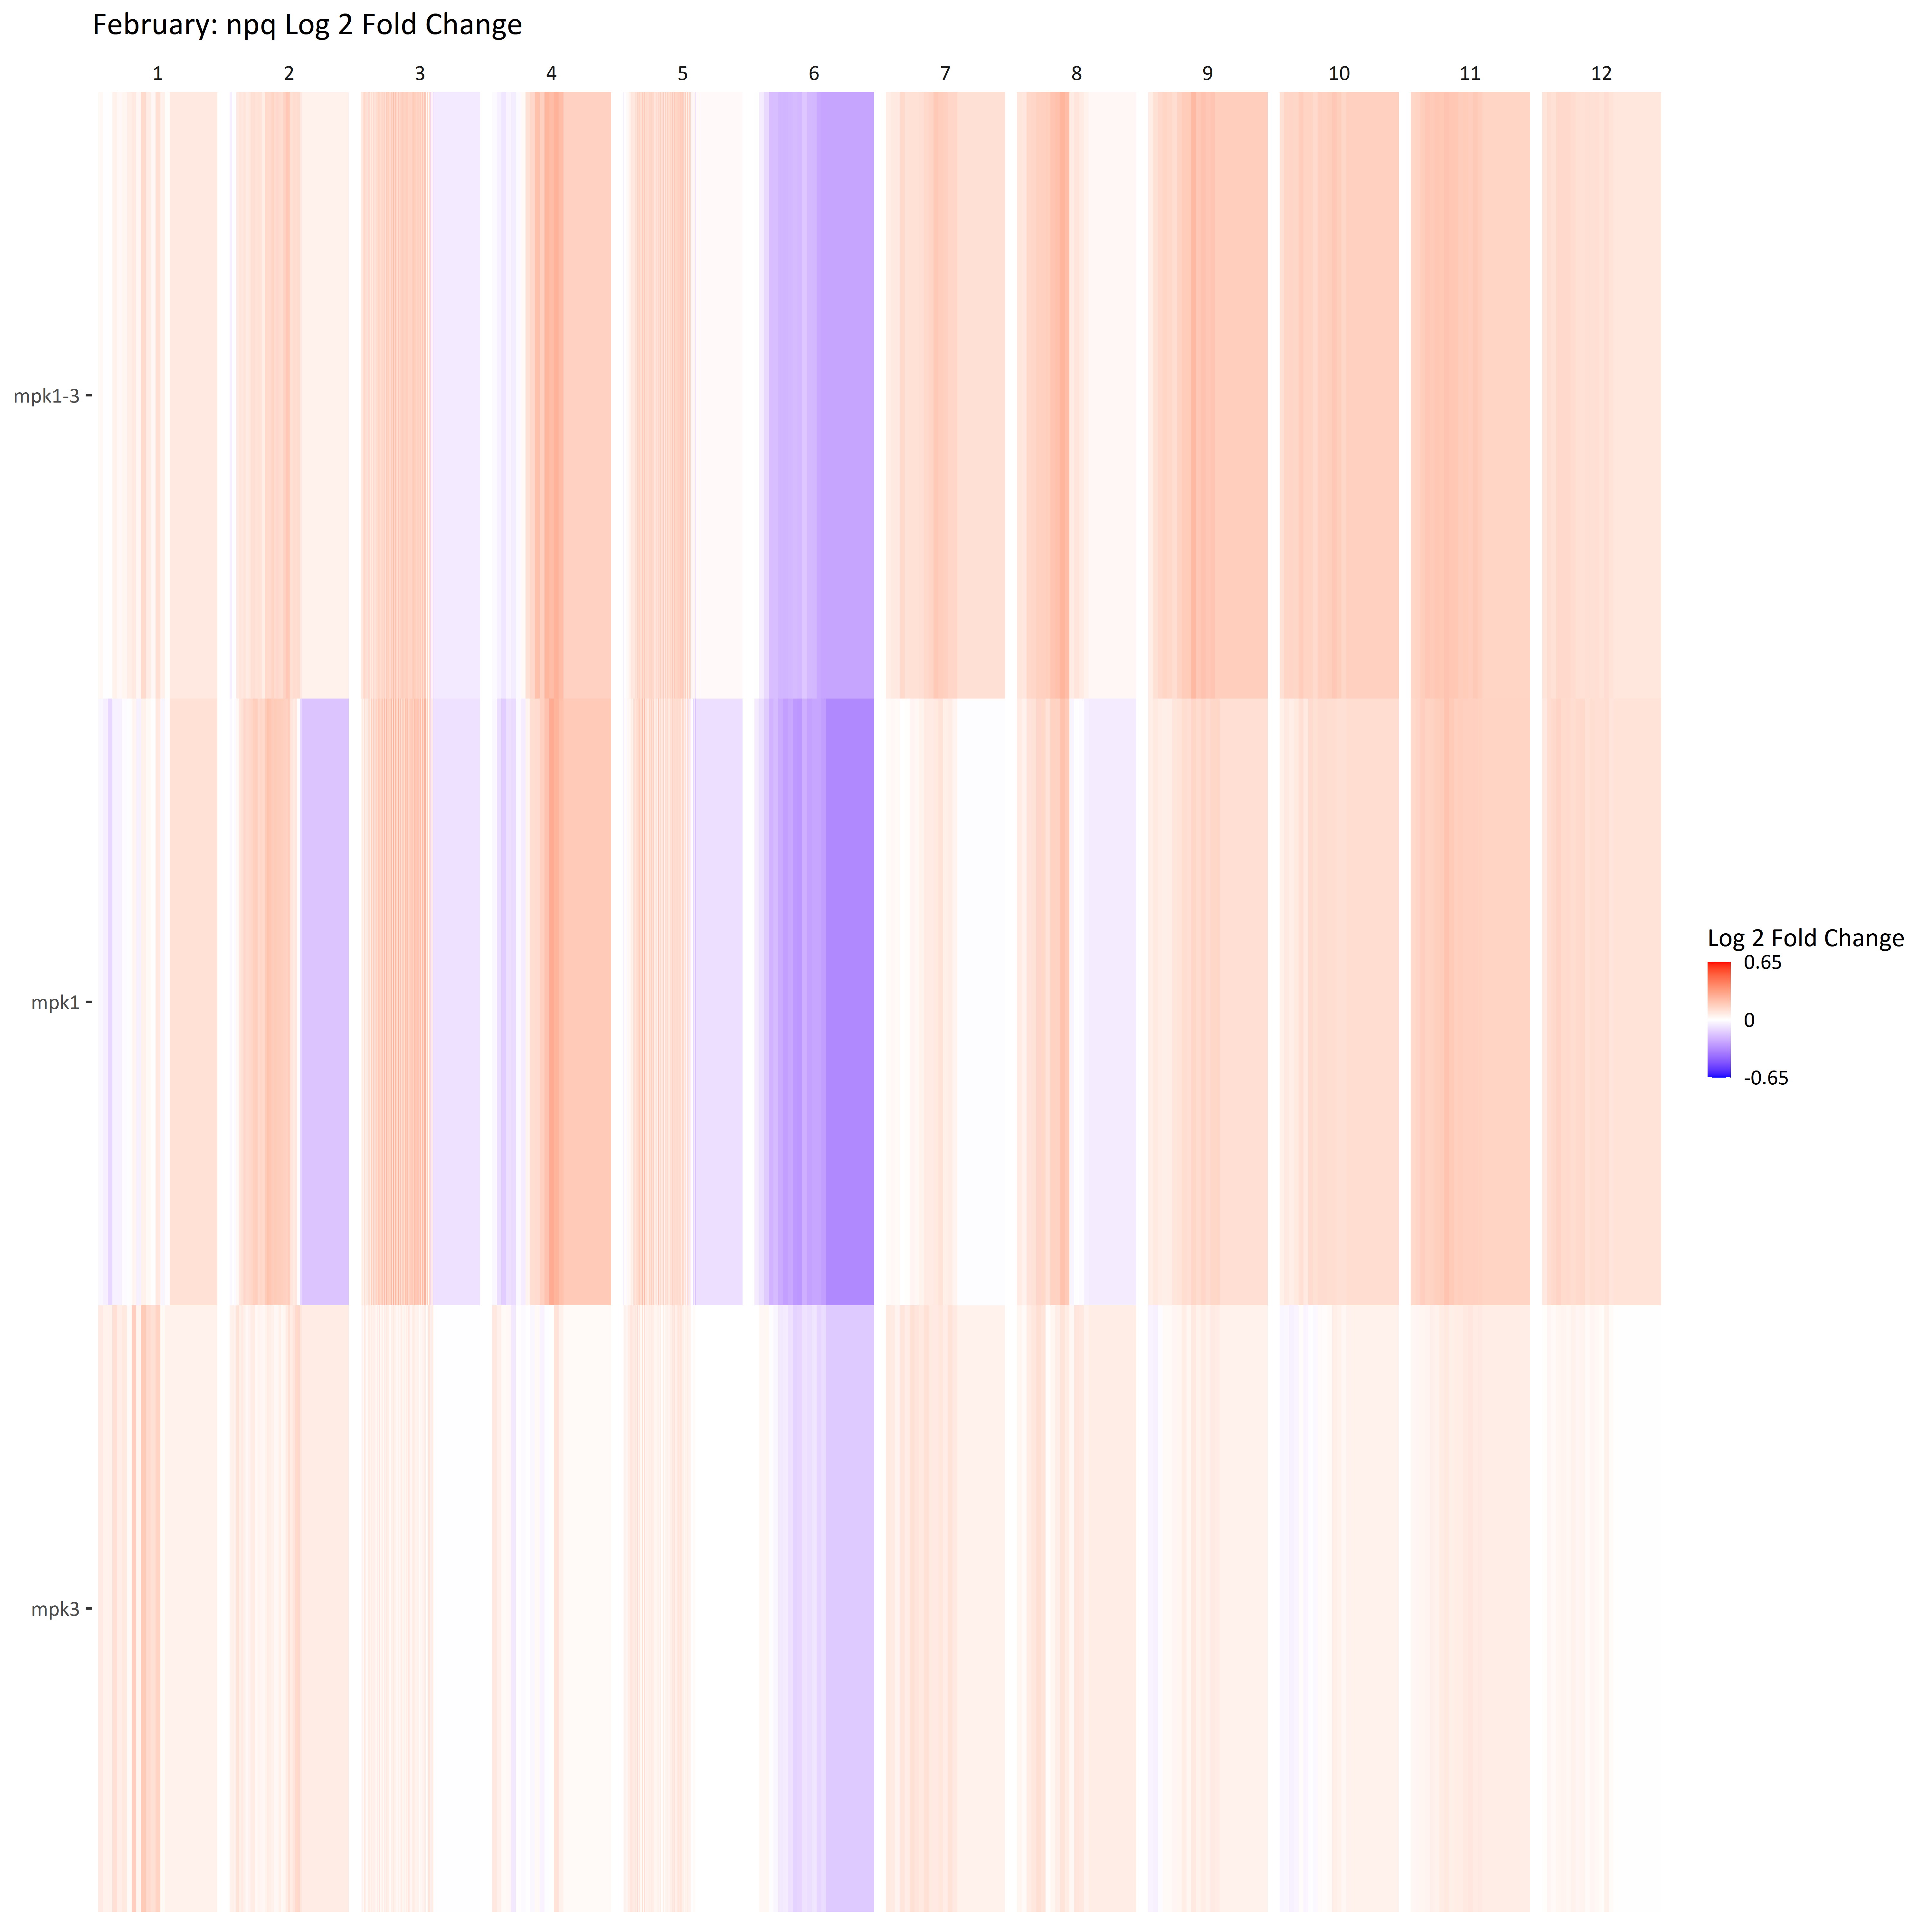 February: npq Log 2 Fold Change
1 2 3 4 5 6 7 8 9 10 11 12
mpk1-3
mpk1
mpk3
Log 2 Fold Change
0.65
0
-0.65